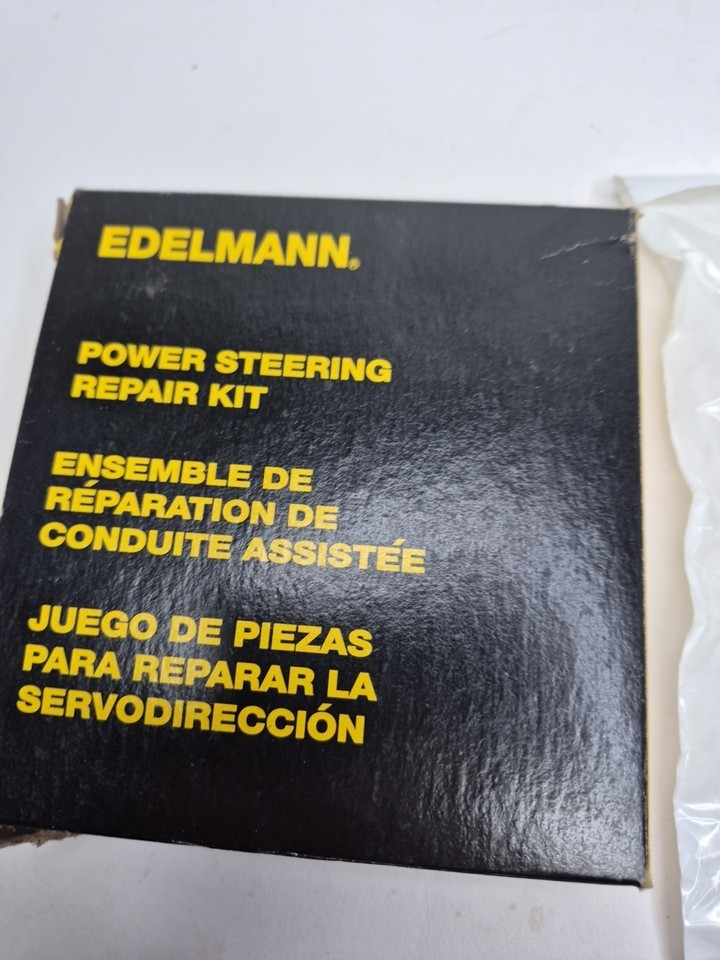 EDELMANN®
POWER STEERING
REPAIR KIT
ENSEMBLE DE
RÉPARATION DE
CONDUITE ASSISTÉE
JUEGO DE PIEZAS
PARA REPARAR LA
SERVODIRECCIÓN